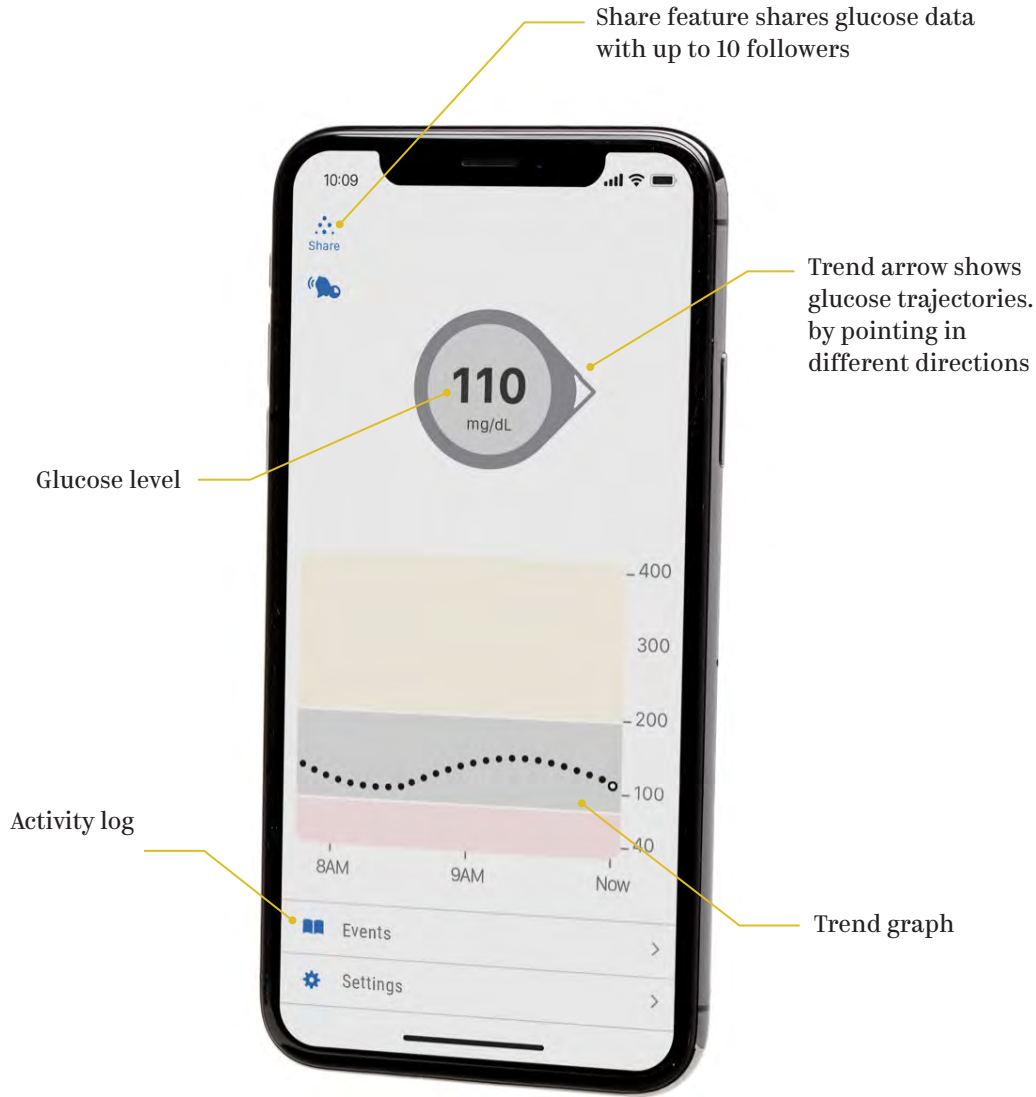 Share feature shares glucose data
with up to 10 followers
10:09
Share
Trend arrow shows
glucose trajectories.
by pointing in
different directions
110
mg/dL
Glucose level
400
300
200
100
40
8AM
9AM
Now
Activity log
Events
Trend graph
Settings